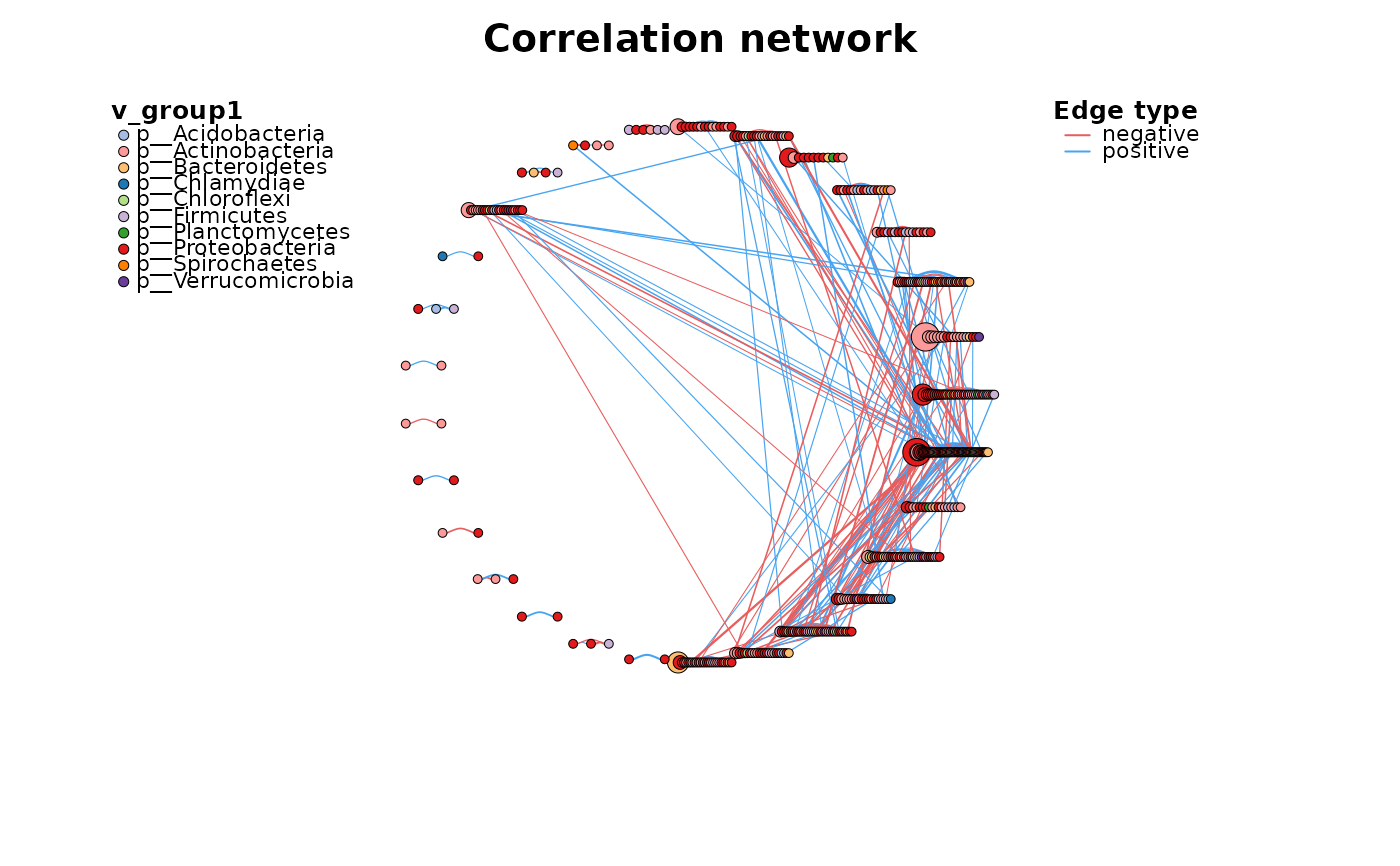 Correlation network
v_group1
p__Acidobacteria
p__Actinobacteria
p__Bacteroidetes
p__Chlamydiae
p__Chloroflexi
p__Firmicutes
p__Planctomycetes
p__Proteobacteria
p__Spirochaetes
p__Verrucomicrobia
Edge type
negative
positive